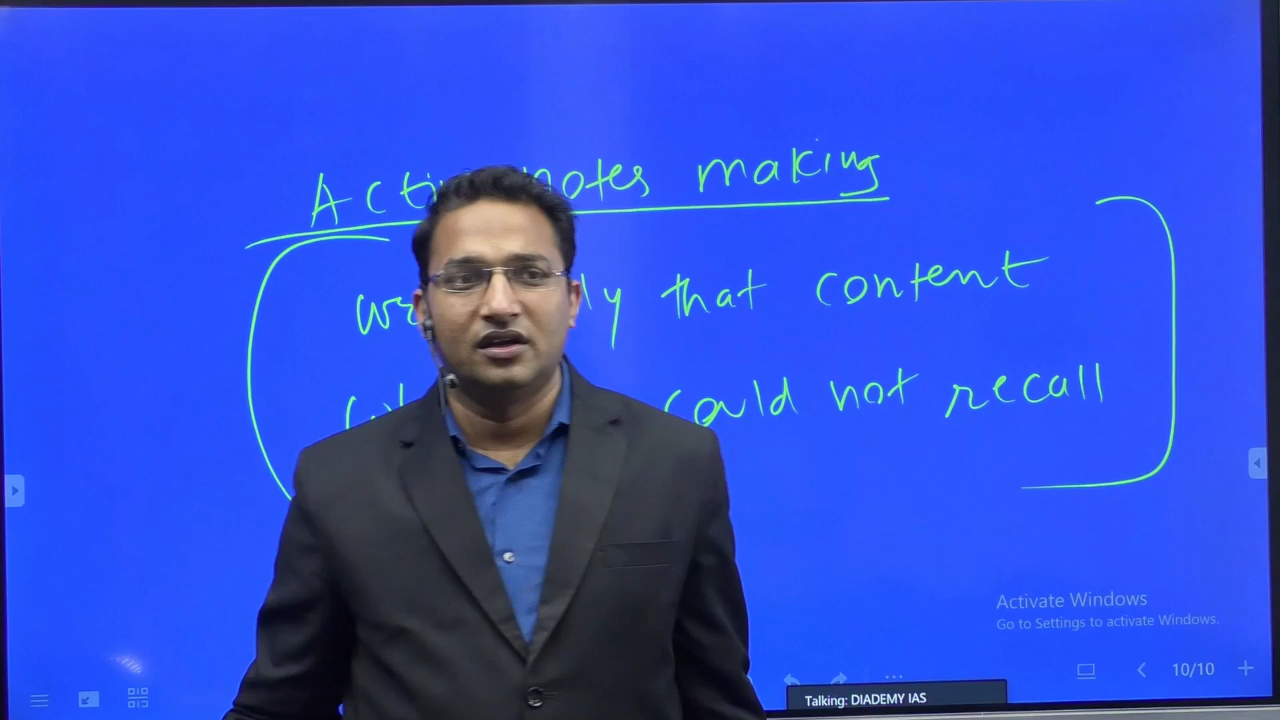 notes making
that content
could not recall
Activate Windows
Go to Settings to activate Windows.
10/10
Talking: DIADEMY IAS